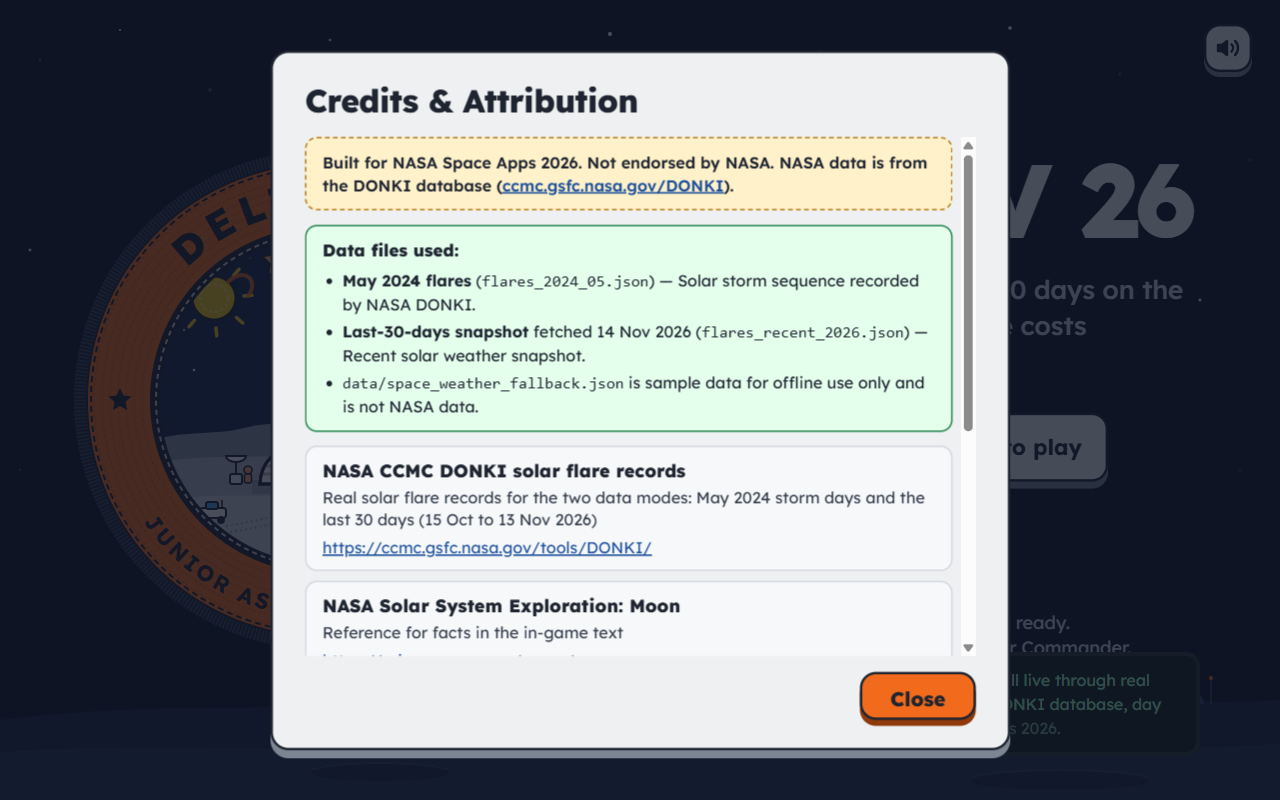 Credits & Attribution
Built for NASA Space Apps 2026. Not endorsed by NASA. NASA data is from
the DONKI database (ccmc.gsfc.nasa.gov/DONKI).
Data files used:
• May 2024 flares (flares_2024_05.json) — Solar storm sequence recorded
by NASA DONKI.
• Last-30-days snapshot fetched 14 Nov 2026 (flares_recent_2026.json) —
Recent solar weather snapshot.
• data/space_weather_fallback.json is sample data for offline use only and
is not NASA data.
NASA CCMC DONKI solar flare records
Real solar flare records for the two data modes: May 2024 storm days and the
last 30 days (15 Oct to 13 Nov 2026)
https://ccmc.gsfc.nasa.gov/tools/DONKI/
NASA Solar System Exploration: Moon
Reference for facts in the in-game text
Close
DEL
JUNIOR AS
26
0 days on the
costs
to play
ready.
Commander.
live through real
DONKI database, day
2026.